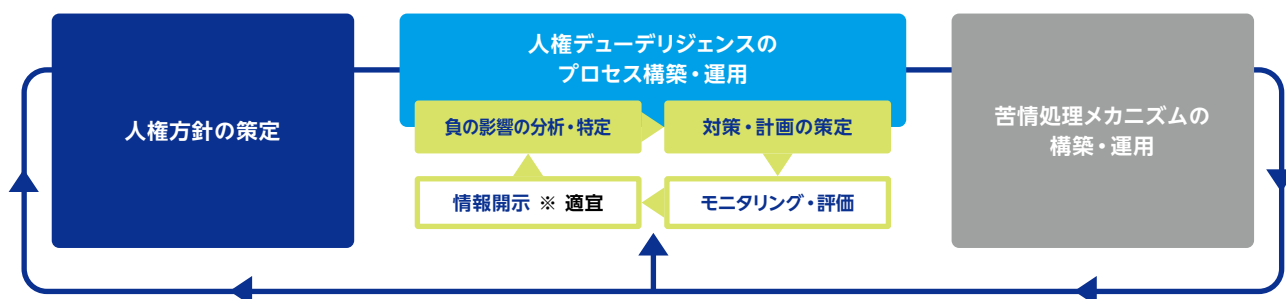 人権方針の策定
人権デューデリジェンスの
プロセス構築・運用
負の影響の分析・特定
対策・計画の策定
情報開示 ※ 適宜
モニタリング・評価
苦情処理メカニズムの
構築・運用